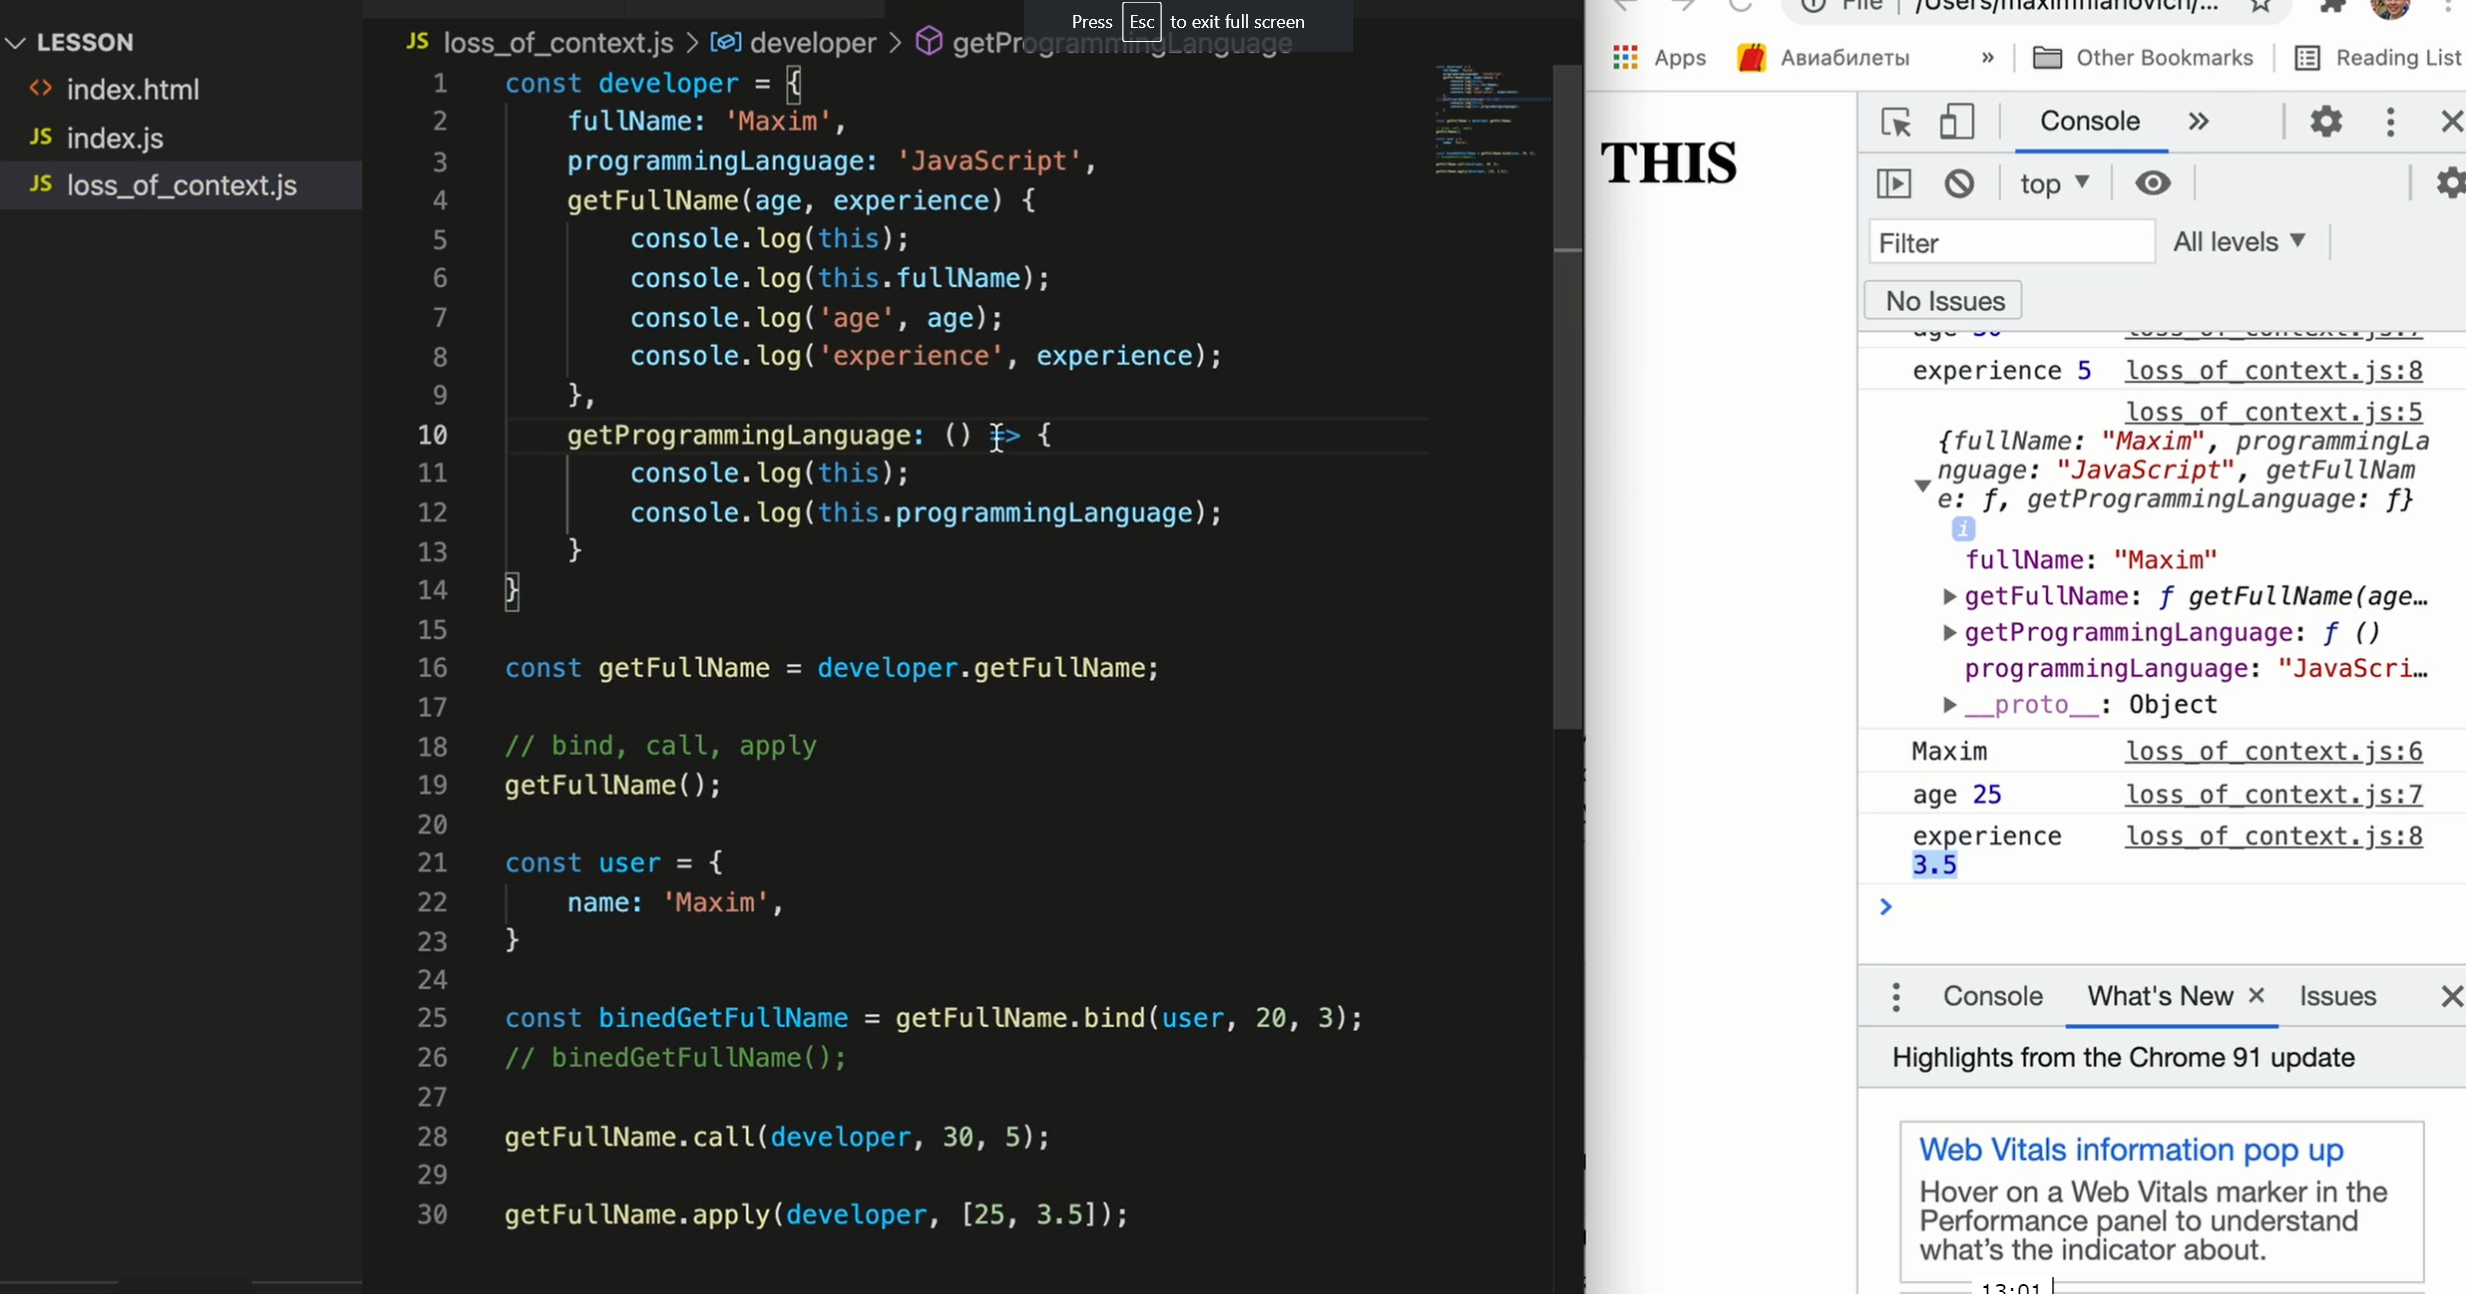 Press Esc to exit full screen
LESSON
index.html
JS index.js
JS loss_of_context.js
JS loss_of_context.js > developer > getProgrammingLanguage
1 const developer = {
2 fullName: 'Maxim',
3 programmingLanguage: 'JavaScript',
4 getFullName(age, experience) {
5 console.log(this);
6 console.log(this.fullName);
7 console.log('age', age);
8 console.log('experience', experience);
9 },
10 getProgrammingLanguage: () => {
11 console.log(this);
12 console.log(this.programmingLanguage);
13 }
14 }
15
16 const getFullName = developer.getFullName;
17
18 // bind, call, apply
19 getFullName();
20
21 const user = {
22 name: 'Maxim',
23 }
24
25 const binedGetFullName = getFullName.bind(user, 20, 3);
26 // binedGetFullName();
27
28 getFullName.call(developer, 30, 5);
29
30 getFullName.apply(developer, [25, 3.5]);
File /Users/maximmanovich/...
Apps Авиабилеты » Other Bookmarks Reading List
THIS
Console »
top
Filter All levels
No Issues
age 30 loss_of_context.js:7
experience 5 loss_of_context.js:8
loss_of_context.js:5
{fullName: "Maxim", programmingLa
nguage: "JavaScript", getFullNam
e: ƒ, getProgrammingLanguage: ƒ}
i
fullName: "Maxim"
getFullName: ƒ getFullName(age…
getProgrammingLanguage: ƒ ()
programmingLanguage: "JavaScri…
__proto__: Object
Maxim loss_of_context.js:6
age 25 loss_of_context.js:7
experience loss_of_context.js:8
3.5
Console What's New Issues
Highlights from the Chrome 91 update
Web Vitals information pop up
Hover on a Web Vitals marker in the
Performance panel to understand
what's the indicator about.
13:01